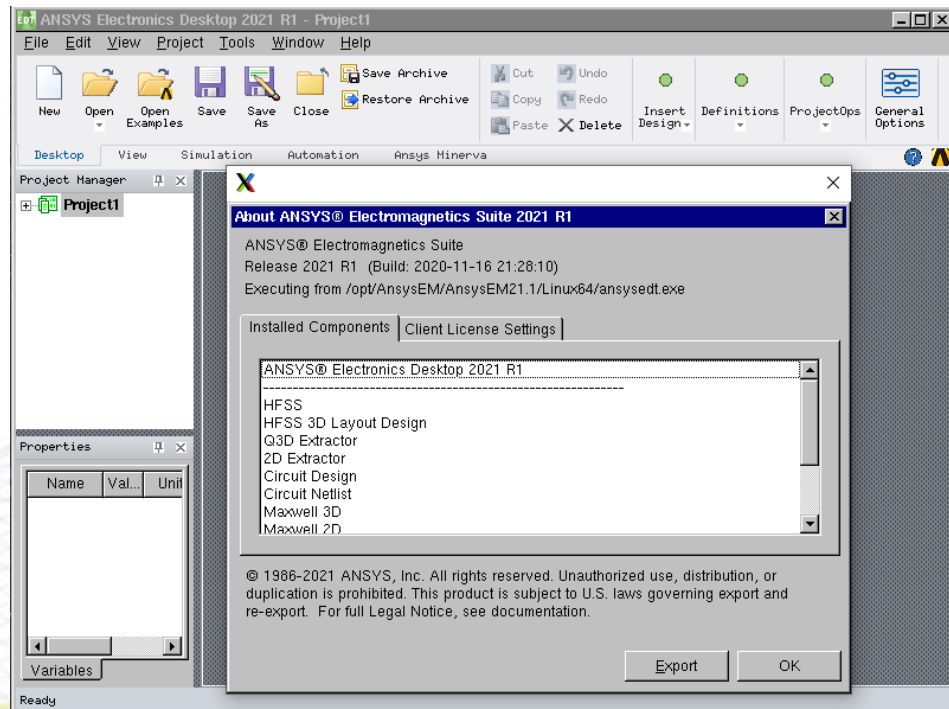 EDT ANSYS Electronics Desktop 2021 R1 - Project1
File Edit View Project Tools Window Help
New
Open
Open Examples
Save
Save As
Close
Save Archive
Restore Archive
Cut
Copy
Paste
Undo
Redo
Delete
Insert Design
Definitions
ProjectOps
General Options
Desktop View Simulation Automation Ansys Minerva
Project Manager
Project1
Properties
Name Val... Unit
Variables
Ready
About ANSYS® Electromagnetics Suite 2021 R1
ANSYS® Electromagnetics Suite
Release 2021 R1 (Build: 2020-11-16 21:28:10)
Executing from /opt/AnsysEM/AnsysEM21.1/Linux64/ansysedt.exe
Installed Components Client License Settings
ANSYS® Electronics Desktop 2021 R1
------------------------------------------------------------
HFSS
HFSS 3D Layout Design
Q3D Extractor
2D Extractor
Circuit Design
Circuit Netlist
Maxwell 3D
Maxwell 2D
© 1986-2021 ANSYS, Inc. All rights reserved. Unauthorized use, distribution, or
duplication is prohibited. This product is subject to U.S. laws governing export and
re-export. For full Legal Notice, see documentation.
Export OK